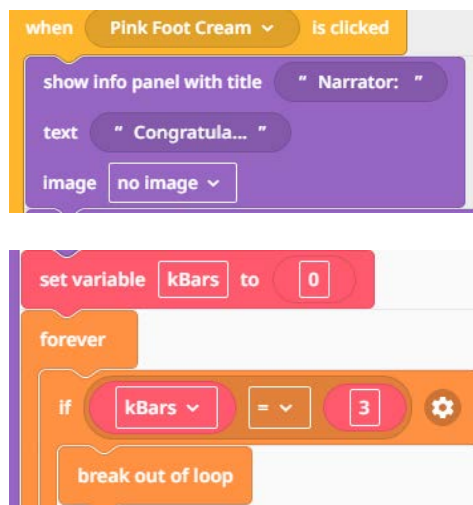 when Pink Foot Cream is clicked
show info panel with title " Narrator: "
text " Congratula... "
image no image
set variable kBars to 0
forever
if kBars = 3
break out of loop